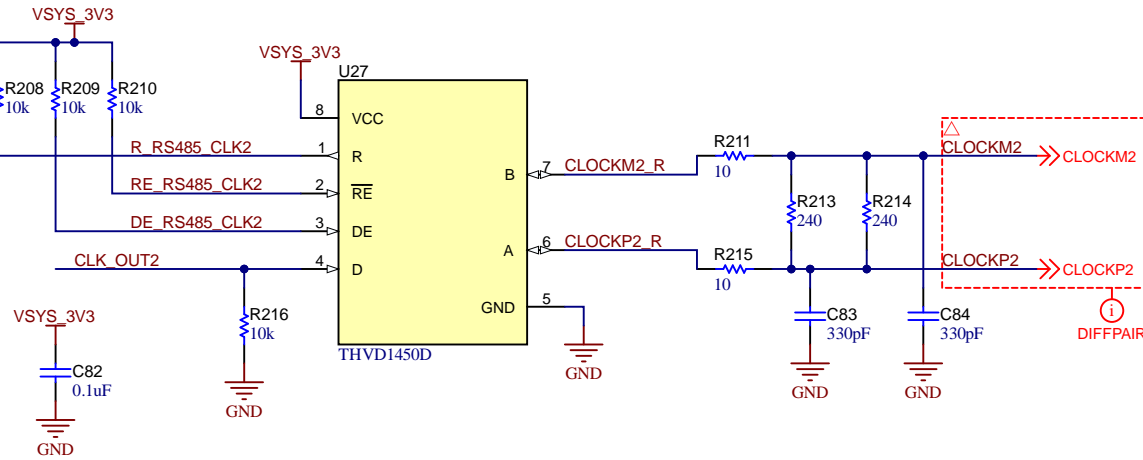 VSYS_3V3
R208
10k
R209
10k
R210
10k
VSYS_3V3
U27
8 VCC
1 R
R_RS485_CLK2
2 RE
RE_RS485_CLK2
3 DE
DE_RS485_CLK2
4 D
CLK_OUT2
B 7
CLOCKM2_R
A 6
CLOCKP2_R
GND 5
GND
THVD1450D
R211
10
R215
10
R213
240
R214
240
CLOCKM2
CLOCKM2
CLOCKP2
CLOCKP2
C83
330pF
GND
C84
330pF
GND
DIFFPAIR
i
R216
10k
GND
VSYS_3V3
C82
0.1uF
GND